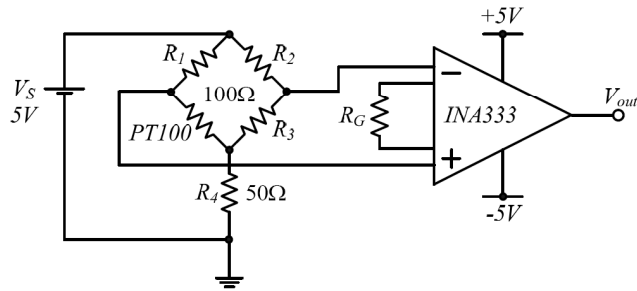 +5V
R1
R2
VS
5V
100Ω
RG
INA333
Vout
PT100
R3
R4
50Ω
-5V